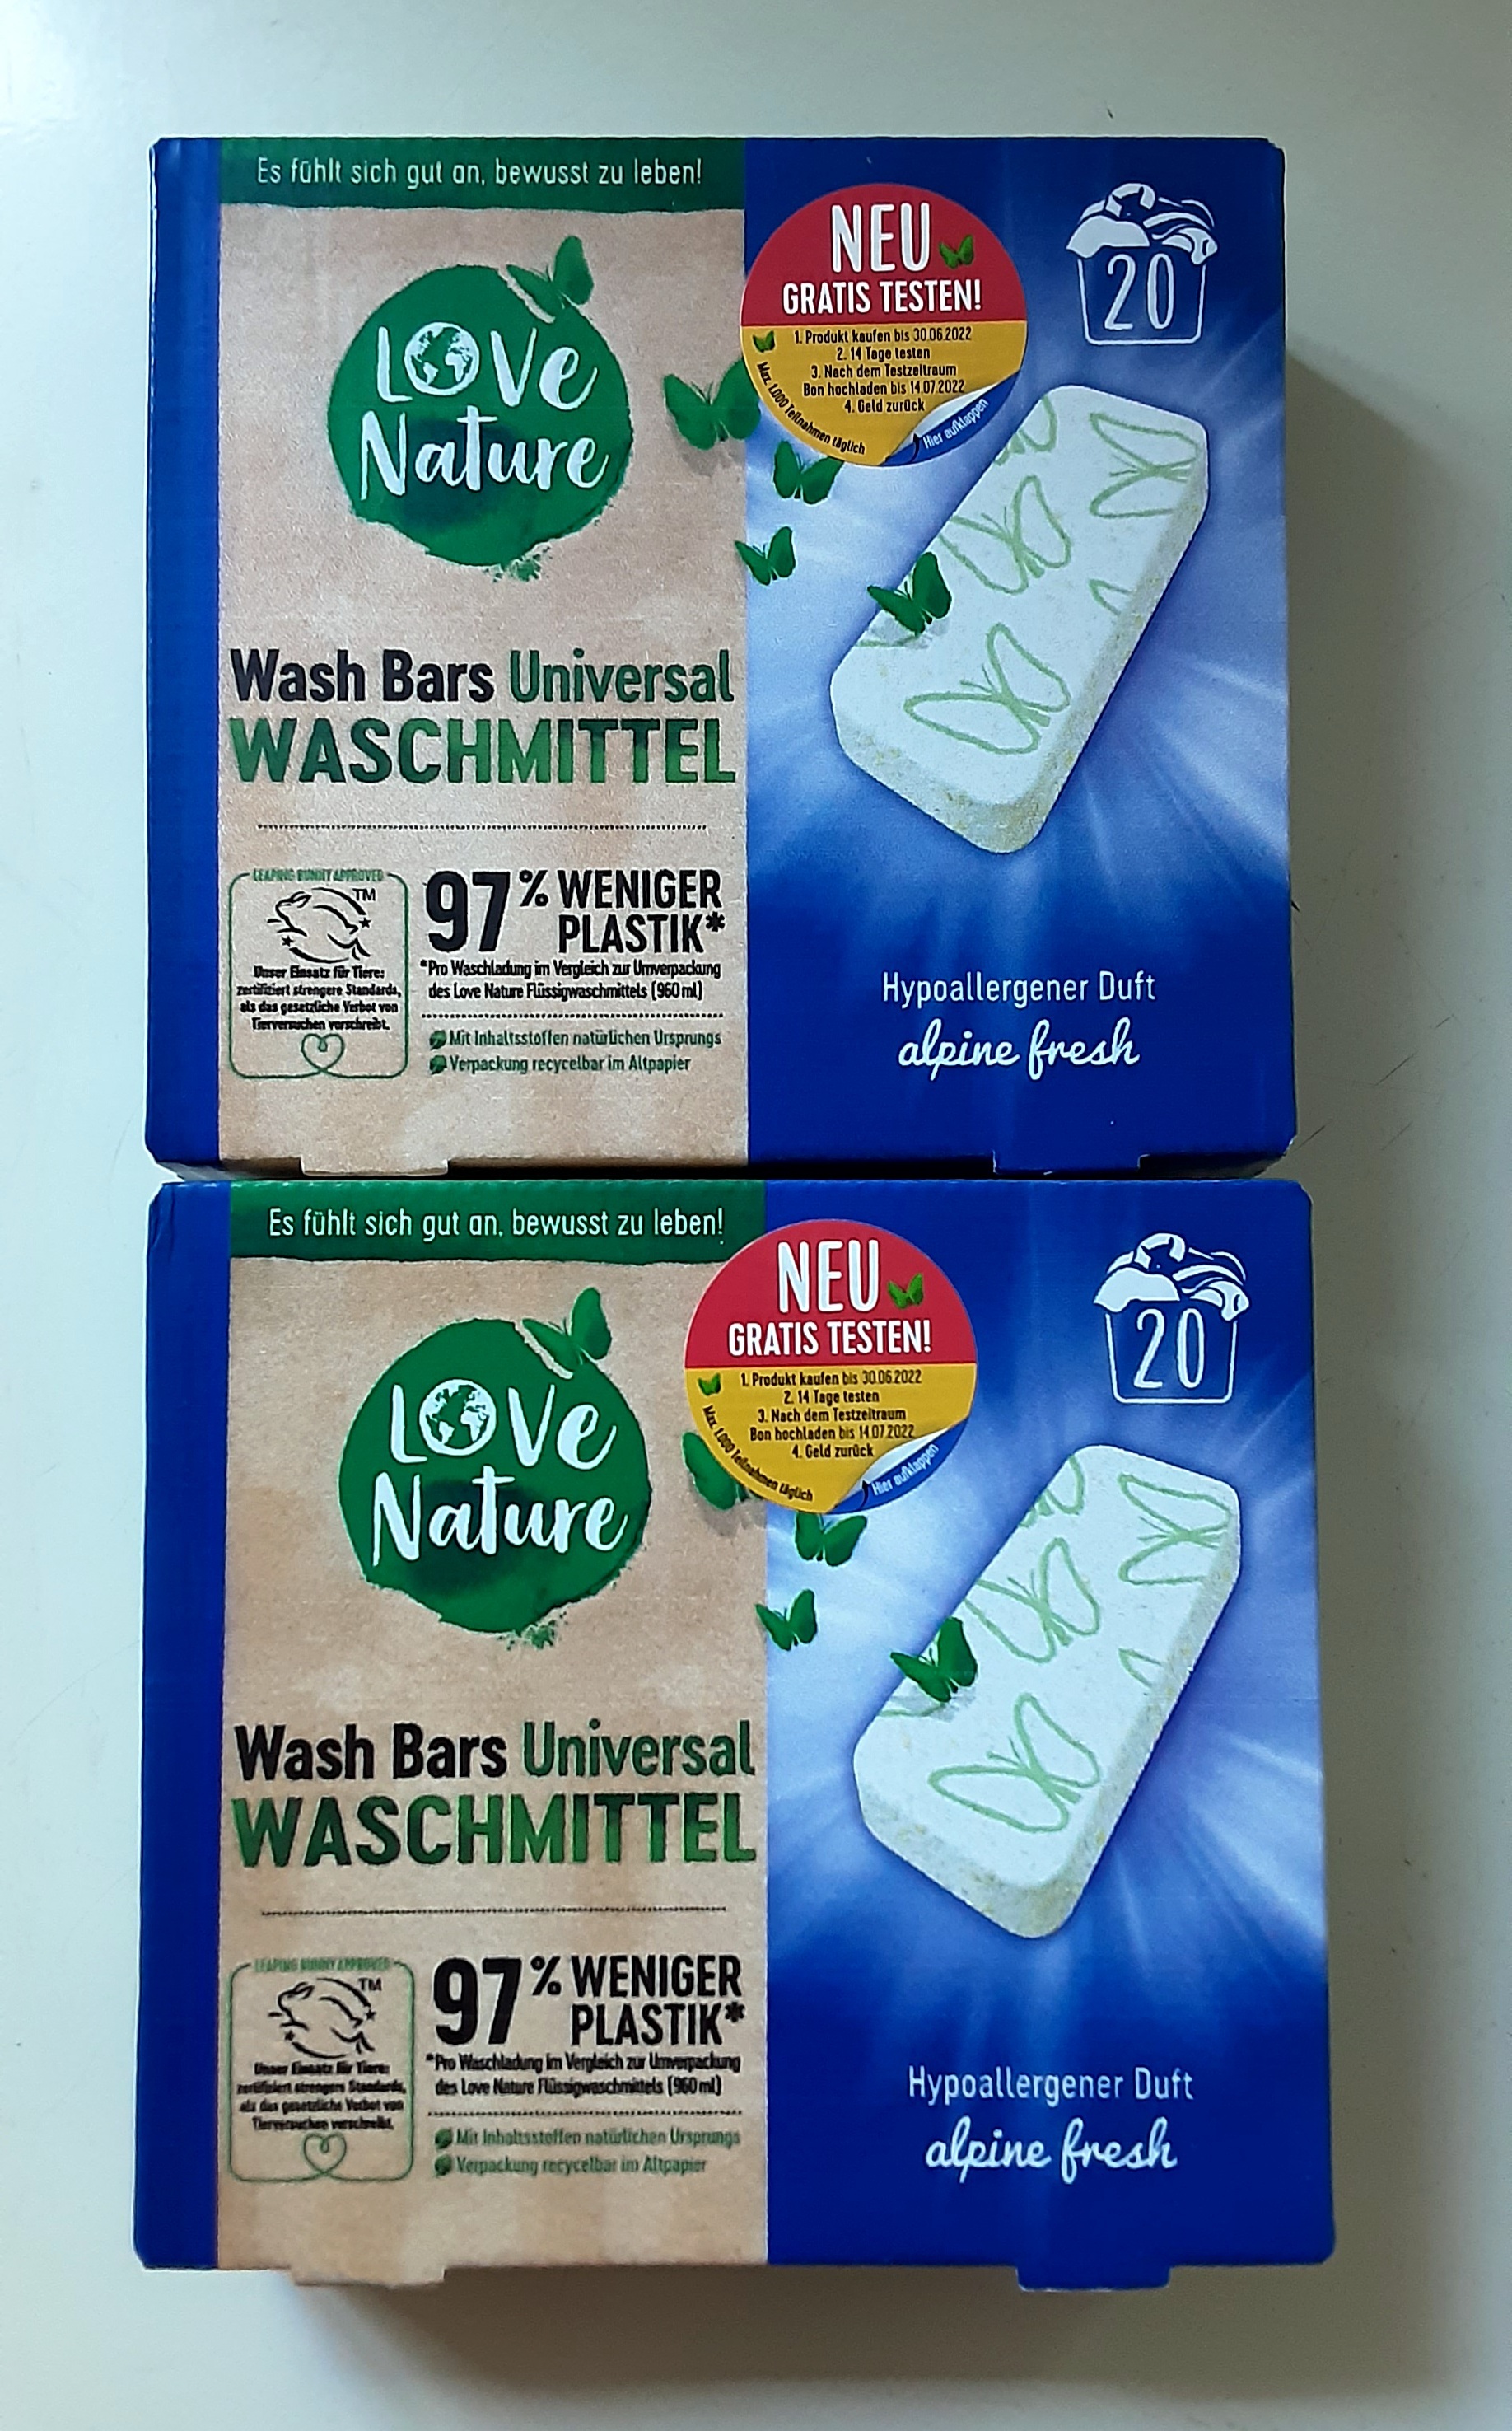 Es fühlt sich gut an, bewusst zu leben!
LOVE
Nature
NEU
GRATIS TESTEN!
1. Produkt kaufen bis 30.06.2022
2. 14 Tage testen
3. Nach dem Testzeitraum
Bon hochladen bis 14.07.2022
4. Geld zurück
Max. 1.000 Teilnahmen täglich
Hier aufklappen
20
Wash Bars Universal
WASCHMITTEL
LEAPING BUNNY APPROVED
TM
Unser Einsatz für Tiere:
zertifiziert strengere Standards,
als das gesetzliche Verbot von
Tierversuchen vorschreibt.
97% WENIGER
PLASTIK*
*Pro Waschladung im Vergleich zur Umverpackung
des Love Nature Flüssigwaschmittels (960 ml)
Mit Inhaltsstoffen natürlichen Ursprungs
Verpackung recycelbar im Altpapier
Hypoallergener Duft
alpine fresh
Es fühlt sich gut an, bewusst zu leben!
LOVE
Nature
NEU
GRATIS TESTEN!
1. Produkt kaufen bis 30.06.2022
2. 14 Tage testen
3. Nach dem Testzeitraum
Bon hochladen bis 14.07.2022
4. Geld zurück
Max. 1.000 Teilnahmen täglich
Hier aufklappen
20
Wash Bars Universal
WASCHMITTEL
LEAPING BUNNY APPROVED
TM
Unser Einsatz für Tiere:
zertifiziert strengere Standards,
als das gesetzliche Verbot von
Tierversuchen vorschreibt.
97% WENIGER
PLASTIK*
*Pro Waschladung im Vergleich zur Umverpackung
des Love Nature Flüssigwaschmittels (960 ml)
Mit Inhaltsstoffen natürlichen Ursprungs
Verpackung recycelbar im Altpapier
Hypoallergener Duft
alpine fresh